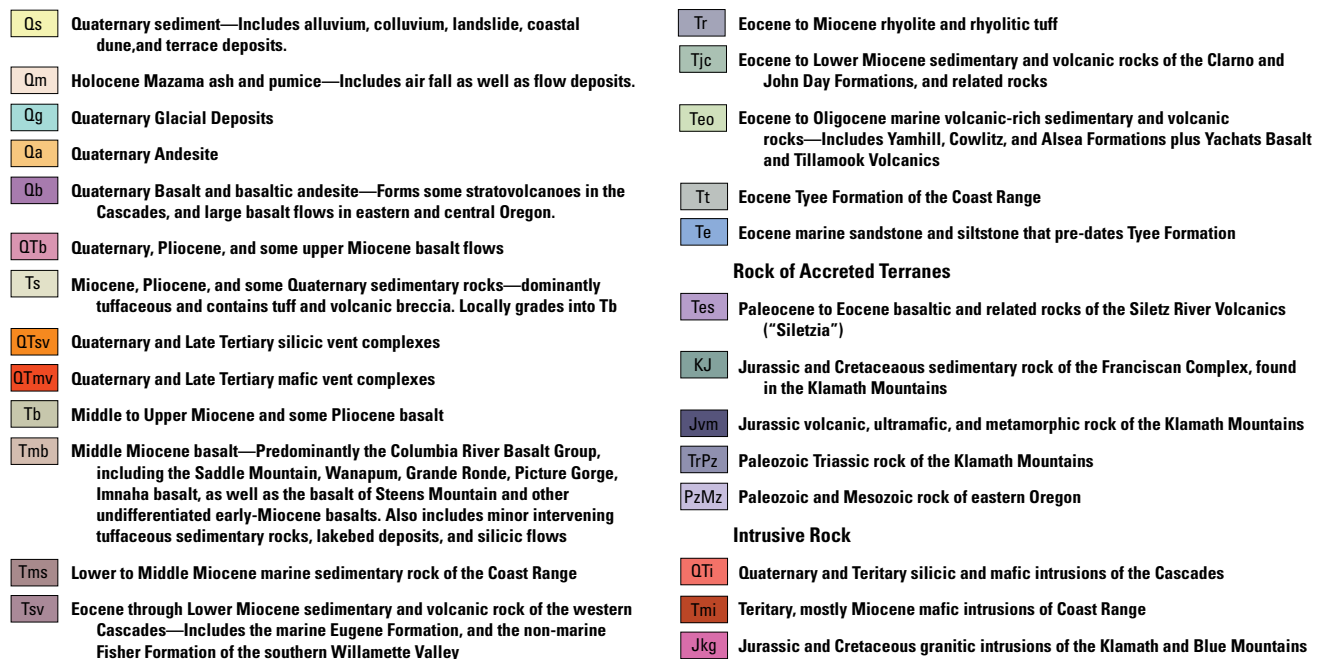 Qs Quaternary sediment—Includes alluvium, colluvium, landslide, coastal
dune,and terrace deposits.
Qm Holocene Mazama ash and pumice—Includes air fall as well as flow deposits.
Qg Quaternary Glacial Deposits
Qa Quaternary Andesite
Qb Quaternary Basalt and basaltic andesite—Forms some stratovolcanoes in the
Cascades, and large basalt flows in eastern and central Oregon.
QTb Quaternary, Pliocene, and some upper Miocene basalt flows
Ts Miocene, Pliocene, and some Quaternary sedimentary rocks—dominantly
tuffaceous and contains tuff and volcanic breccia. Locally grades into Tb
QTsv Quaternary and Late Tertiary silicic vent complexes
QTmv Quaternary and Late Tertiary mafic vent complexes
Tb Middle to Upper Miocene and some Pliocene basalt
Tmb Middle Miocene basalt—Predominantly the Columbia River Basalt Group,
including the Saddle Mountain, Wanapum, Grande Ronde, Picture Gorge,
Imnaha basalt, as well as the basalt of Steens Mountain and other
undifferentiated early-Miocene basalts. Also includes minor intervening
tuffaceous sedimentary rocks, lakebed deposits, and silicic flows
Tms Lower to Middle Miocene marine sedimentary rock of the Coast Range
Tsv Eocene through Lower Miocene sedimentary and volcanic rock of the western
Cascades—Includes the marine Eugene Formation, and the non-marine
Fisher Formation of the southern Willamette Valley
Tr Eocene to Miocene rhyolite and rhyolitic tuff
Tjc Eocene to Lower Miocene sedimentary and volcanic rocks of the Clarno and
John Day Formations, and related rocks
Teo Eocene to Oligocene marine volcanic-rich sedimentary and volcanic
rocks—Includes Yamhill, Cowlitz, and Alsea Formations plus Yachats Basalt
and Tillamook Volcanics
Tt Eocene Tyee Formation of the Coast Range
Te Eocene marine sandstone and siltstone that pre-dates Tyee Formation
Rock of Accreted Terranes
Tes Paleocene to Eocene basaltic and related rocks of the Siletz River Volcanics
(“Siletzia”)
KJ Jurassic and Cretaceaous sedimentary rock of the Franciscan Complex, found
in the Klamath Mountains
Jvm Jurassic volcanic, ultramafic, and metamorphic rock of the Klamath Mountains
TrPz Paleozoic Triassic rock of the Klamath Mountains
PzMz Paleozoic and Mesozoic rock of eastern Oregon
Intrusive Rock
QTi Quaternary and Teritary silicic and mafic intrusions of the Cascades
Tmi Teritary, mostly Miocene mafic intrusions of Coast Range
Jkg Jurassic and Cretaceous granitic intrusions of the Klamath and Blue Mountains